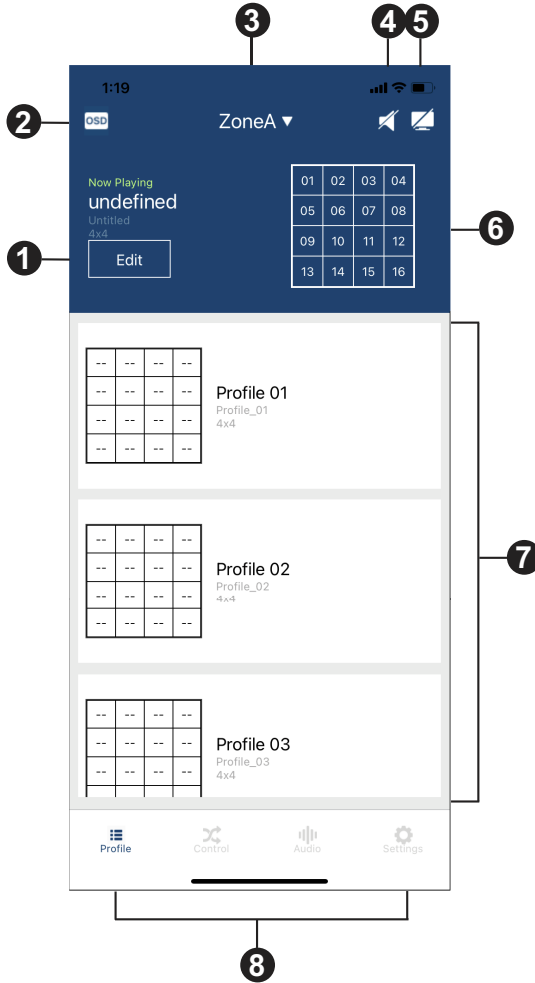 3
4
5
1:19
2
OSD
ZoneA ▼
Now Playing
undefined
Untitled
4x4
1
Edit
01 02 03 04
05 06 07 08
09 10 11 12
13 14 15 16
6
-- -- -- --
-- -- -- --
-- -- -- --
-- -- -- --
Profile 01
Profile_01
4x4
-- -- -- --
-- -- -- --
-- -- -- --
-- -- -- --
Profile 02
Profile_02
4x4
7
-- -- -- --
-- -- -- --
-- -- -- --
Profile 03
Profile_03
4x4
Profile
Control
Audio
Settings
8